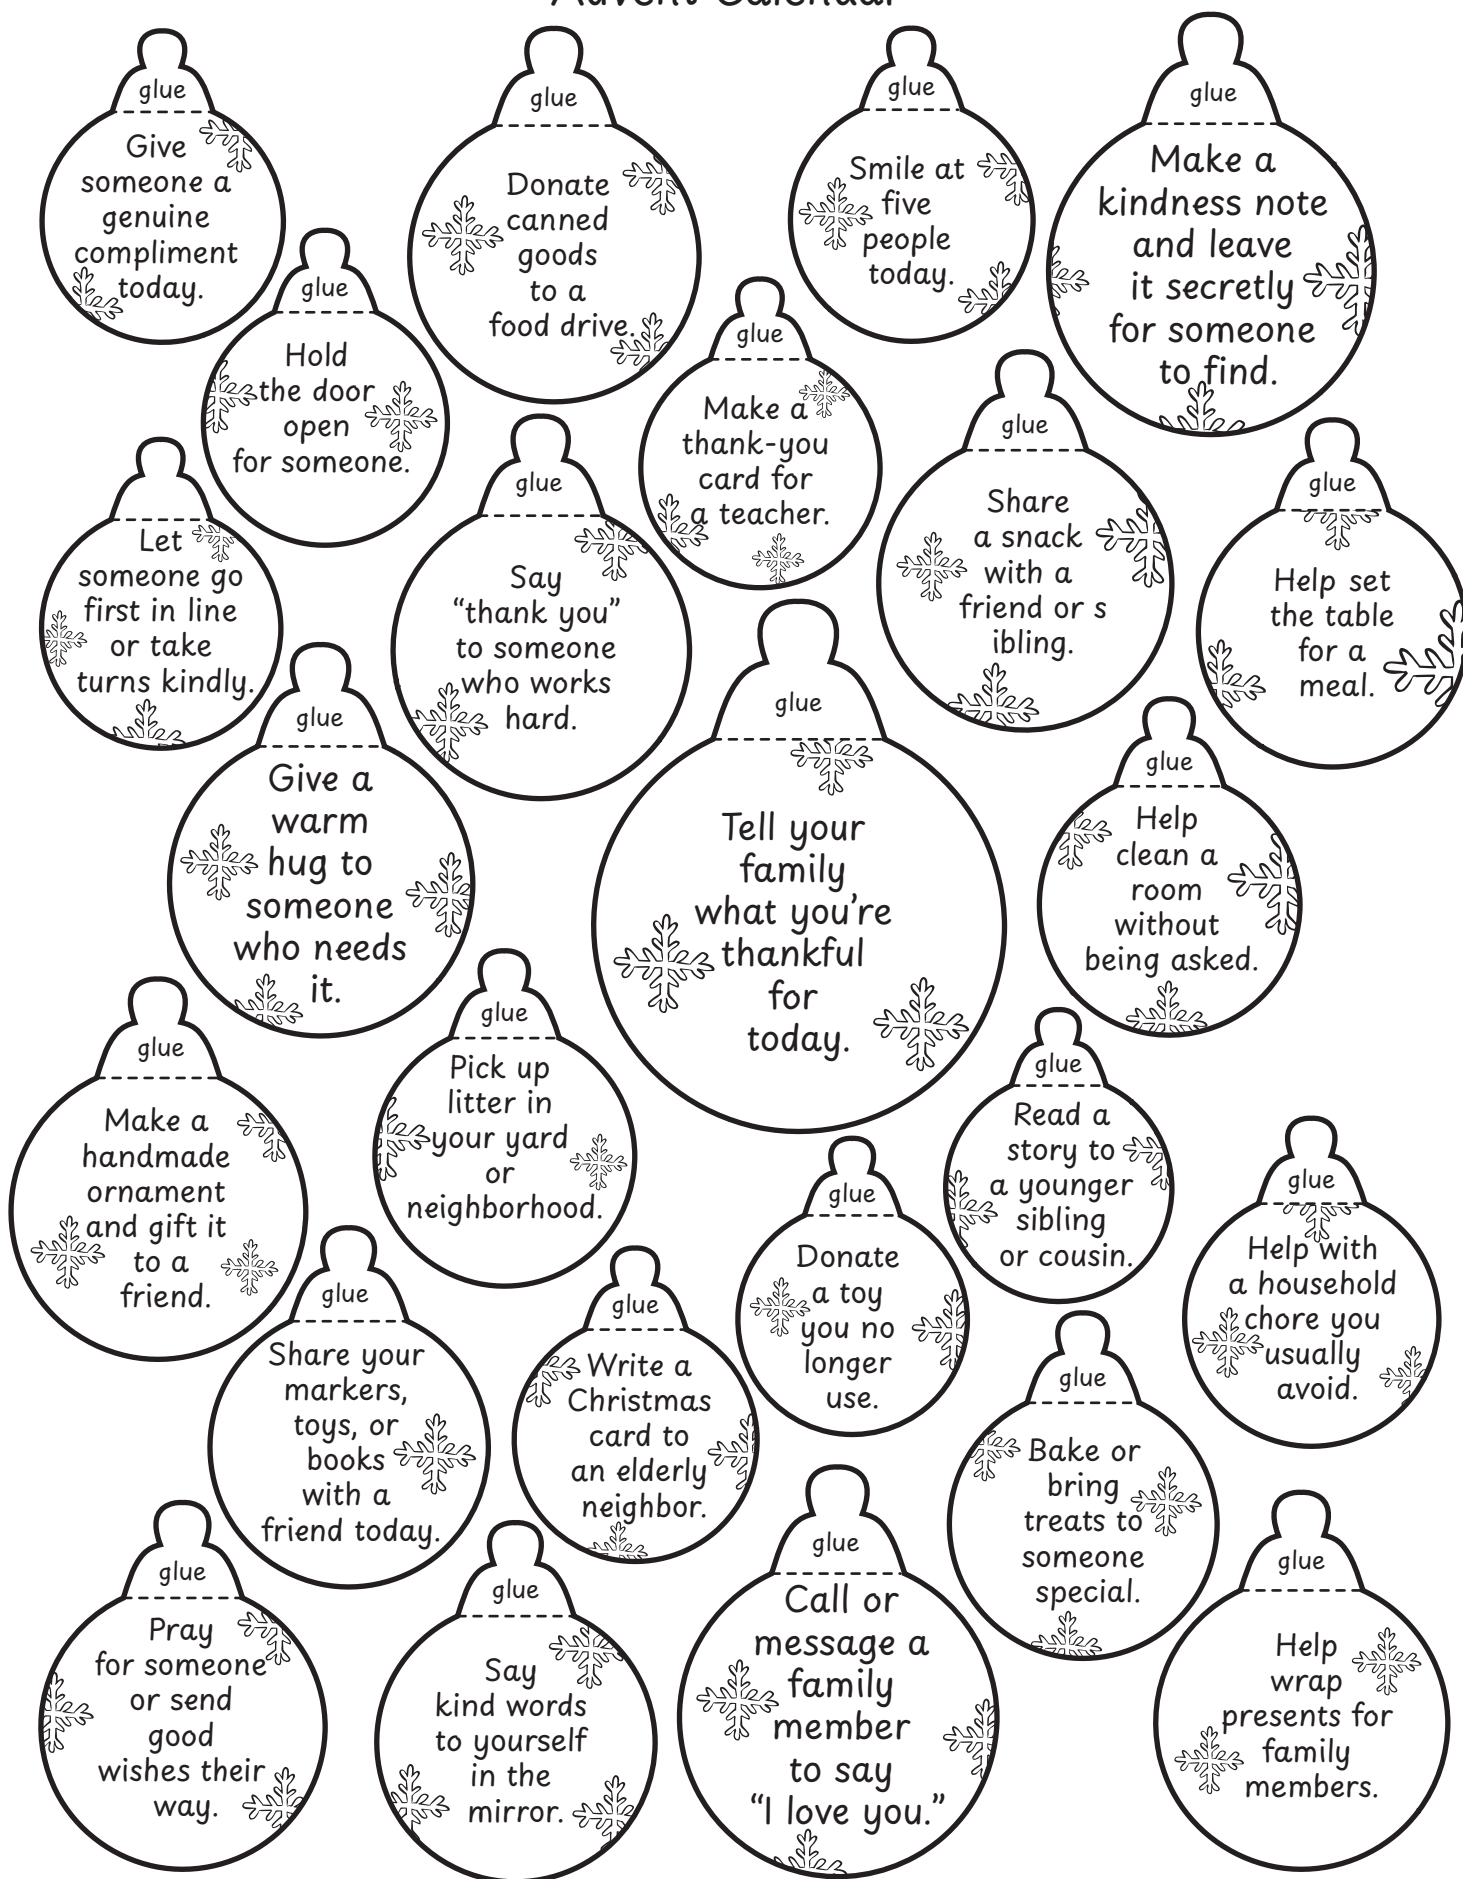 Advent Calendar
glue
Give
someone a
genuine
compliment
today.
glue
Donate
canned
goods
to a
food drive.
glue
Smile at
five
people
today.
glue
Make a
kindness note
and leave
it secretly
for someone
to find.
glue
Hold
the door
open
for someone.
glue
Make a
thank-you
card for
a teacher.
glue
Share
a snack
with a
friend or s
ibling.
glue
Help set
the table
for a
meal.
Let
someone go
first in line
or take
turns kindly.
glue
Say
“thank you”
to someone
who works
hard.
glue
Give a
warm
hug to
someone
who needs
it.
glue
Tell your
family
what you’re
thankful
for
today.
glue
Help
clean a
room
without
being asked.
glue
Make a
handmade
ornament
and gift it
to a
friend.
glue
Pick up
litter in
your yard
or
neighborhood.
glue
Read a
story to
a younger
sibling
or cousin.
glue
Donate
a toy
you no
longer
use.
glue
Help with
a household
chore you
usually
avoid.
glue
Share your
markers,
toys, or
books
with a
friend today.
glue
Write a
Christmas
card to
an elderly
neighbor.
glue
Bake or
bring
treats to
someone
special.
glue
Pray
for someone
or send
good
wishes their
way.
glue
Say
kind words
to yourself
in the
mirror.
glue
Call or
message a
family
member
to say
“I love you.”
glue
Help
wrap
presents for
family
members.